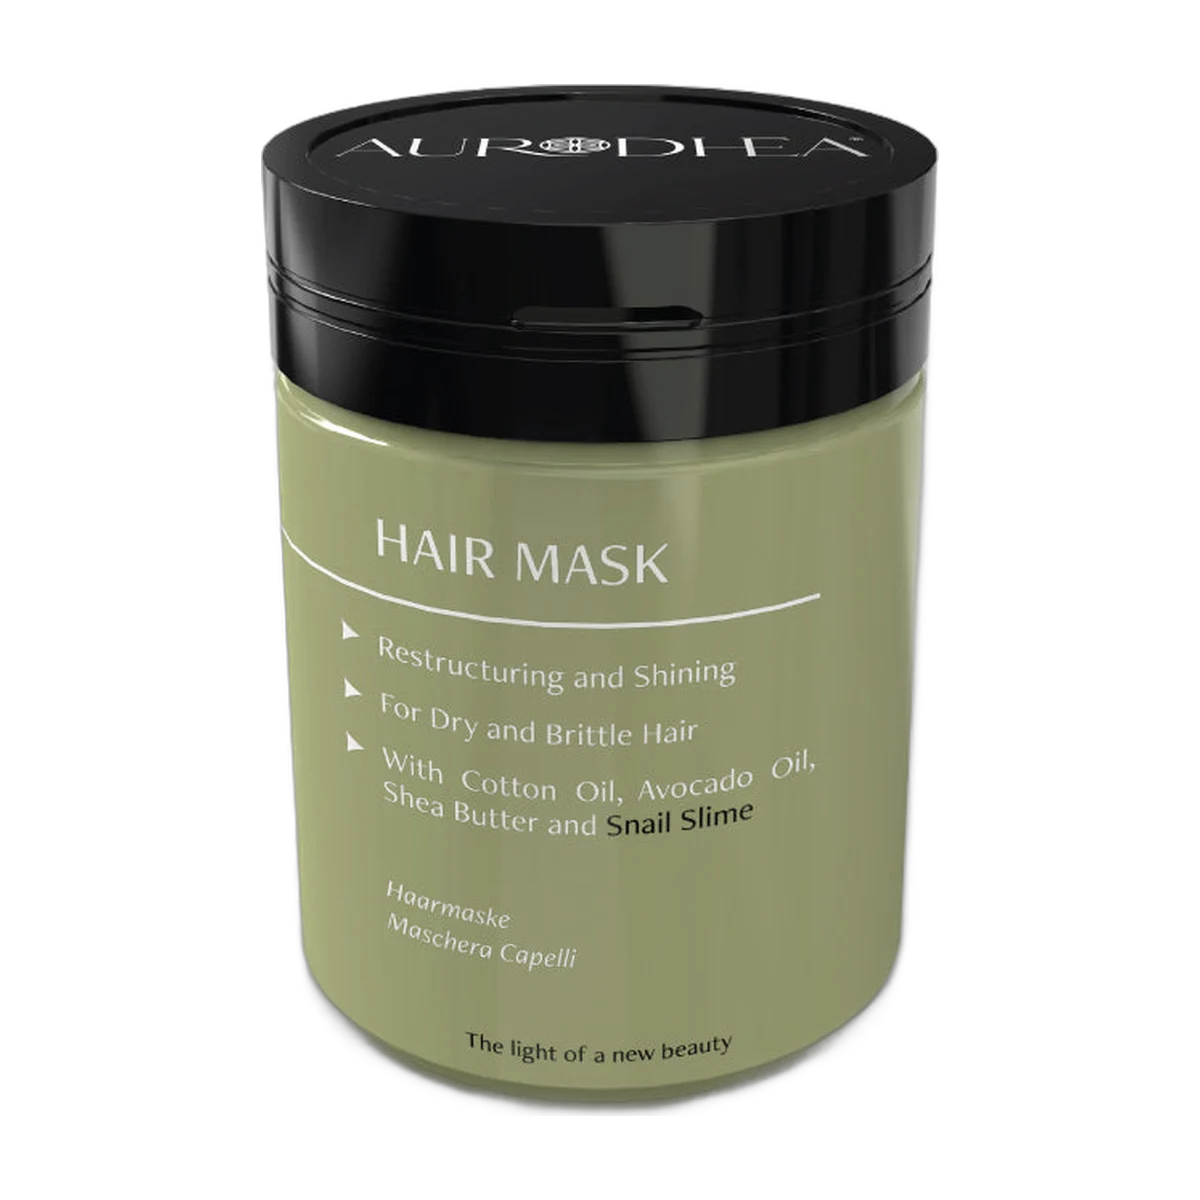 AURODHEA
HAIR MASK
Restructuring and Shining
For Dry and Brittle Hair
With Cotton Oil, Avocado Oil,
Shea Butter and Snail Slime
Haarmaske
Maschera Capelli
The light of a new beauty